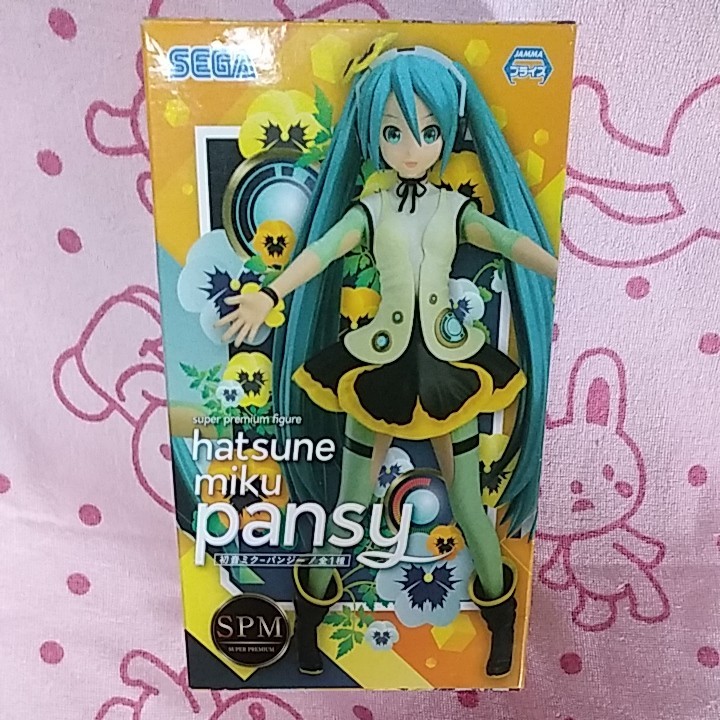 SEGA
JAMMA
プライズ
super premium figure
hatsune
miku
pansy
初音ミク-パンジー / 全1種
SPM
SUPER PREMIUM